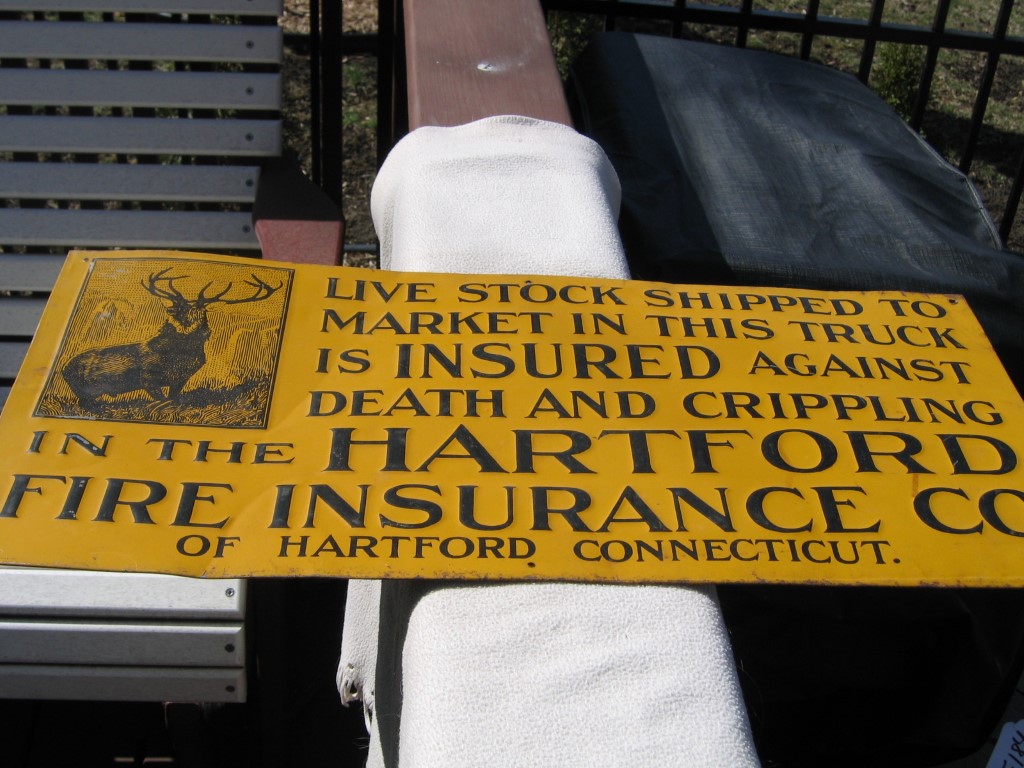 LIVE STOCK SHIPPED TO
MARKET IN THIS TRUCK
IS INSURED AGAINST
DEATH AND CRIPPLING
IN THE HARTFORD
FIRE INSURANCE CO
OF HARTFORD CONNECTICUT.